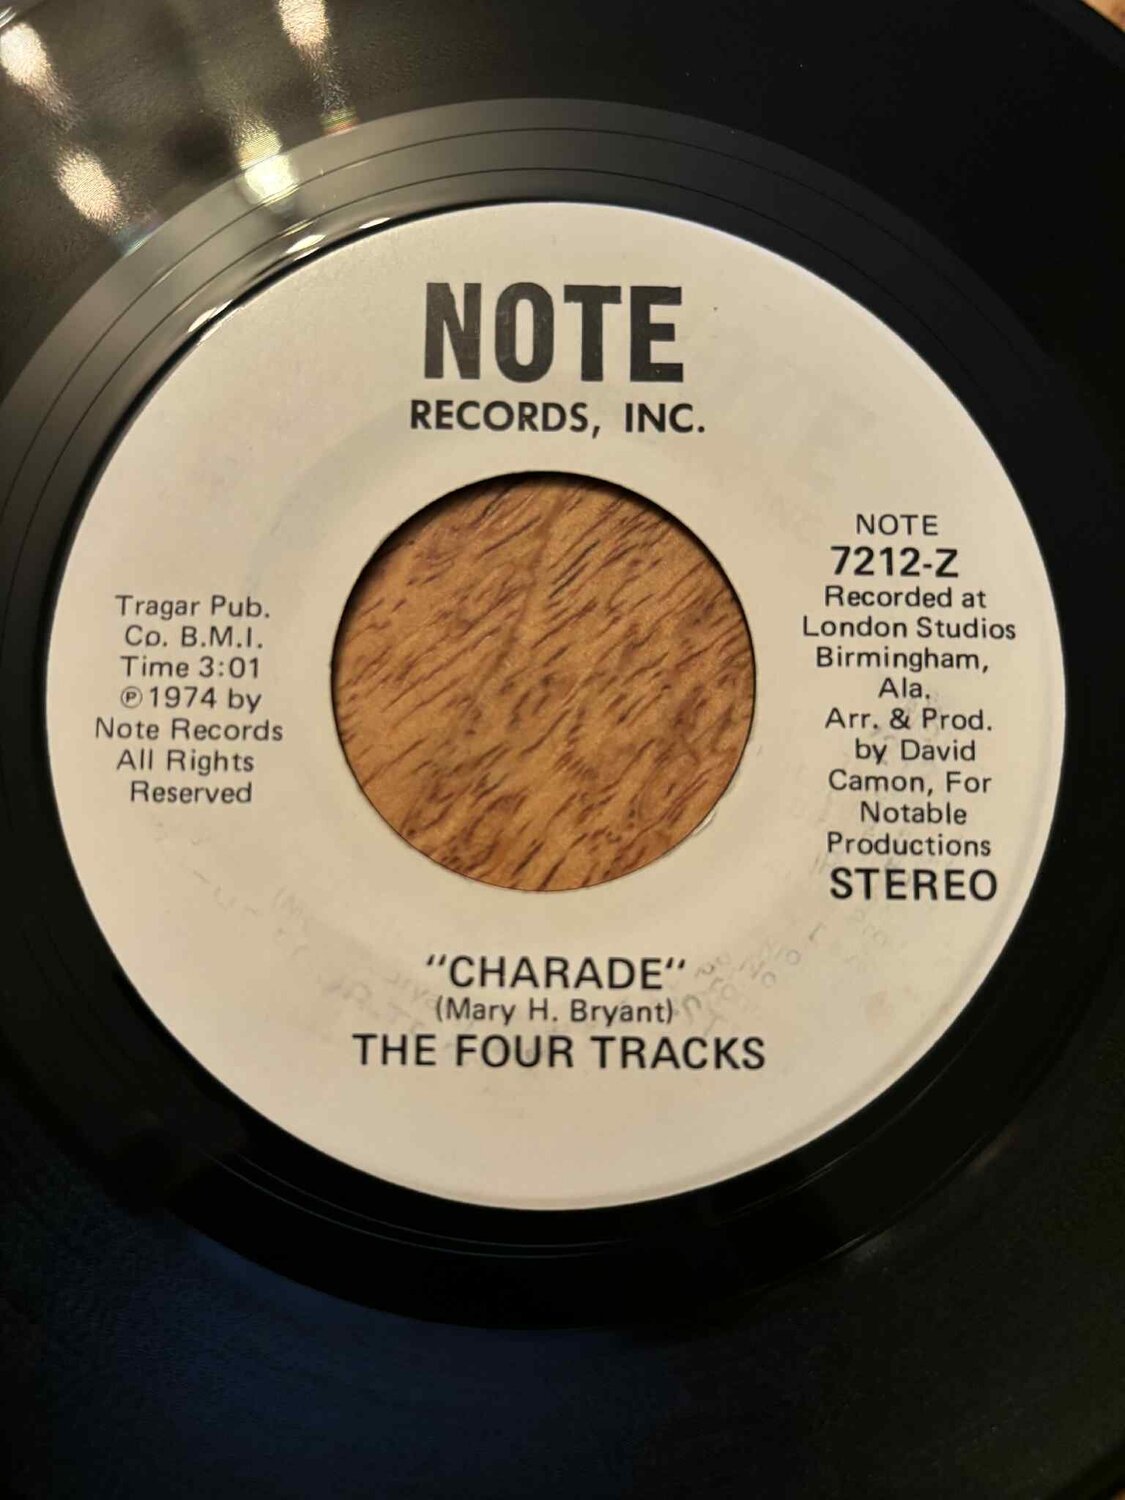 NOTE
RECORDS, INC.
Tragar Pub.
Co. B.M.I.
Time 3:01
℗ 1974 by
Note Records
All Rights
Reserved
NOTE
7212-Z
Recorded at
London Studios
Birmingham,
Ala.
Arr. & Prod.
by David
Camon, For
Notable
Productions
STEREO
"CHARADE"
(Mary H. Bryant)
THE FOUR TRACKS